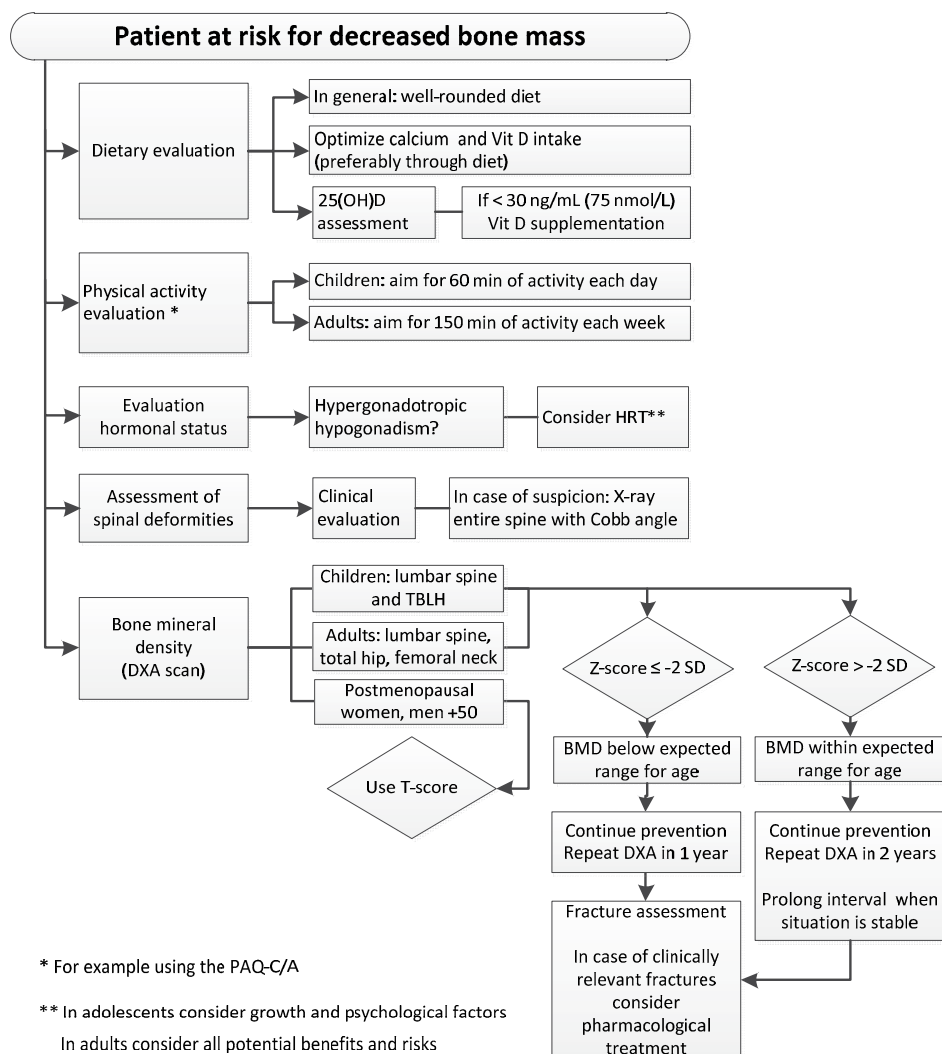 Patient at risk for decreased bone mass
Dietary evaluation
In general: well-rounded diet
Optimize calcium and Vit D intake
(preferably through diet)
25(OH)D
assessment
If < 30 ng/mL (75 nmol/L)
Vit D supplementation
Physical activity
evaluation *
Children: aim for 60 min of activity each day
Adults: aim for 150 min of activity each week
Evaluation
hormonal status
Hypergonadotropic
hypogonadism?
Consider HRT**
Assessment of
spinal deformities
Clinical
evaluation
In case of suspicion: X-ray
entire spine with Cobb angle
Bone mineral
density
(DXA scan)
Children: lumbar spine
and TBLH
Adults: lumbar spine,
total hip, femoral neck
Postmenopausal
women, men +50
Use T-score
Z-score ≤ -2 SD
BMD below expected
range for age
Continue prevention
Repeat DXA in 1 year
Z-score > -2 SD
BMD within expected
range for age
Continue prevention
Repeat DXA in 2 years
Prolong interval when
situation is stable
Fracture assessment
In case of clinically
relevant fractures
consider
pharmacological
treatment
* For example using the PAQ-C/A
** In adolescents consider growth and psychological factors
In adults consider all potential benefits and risks